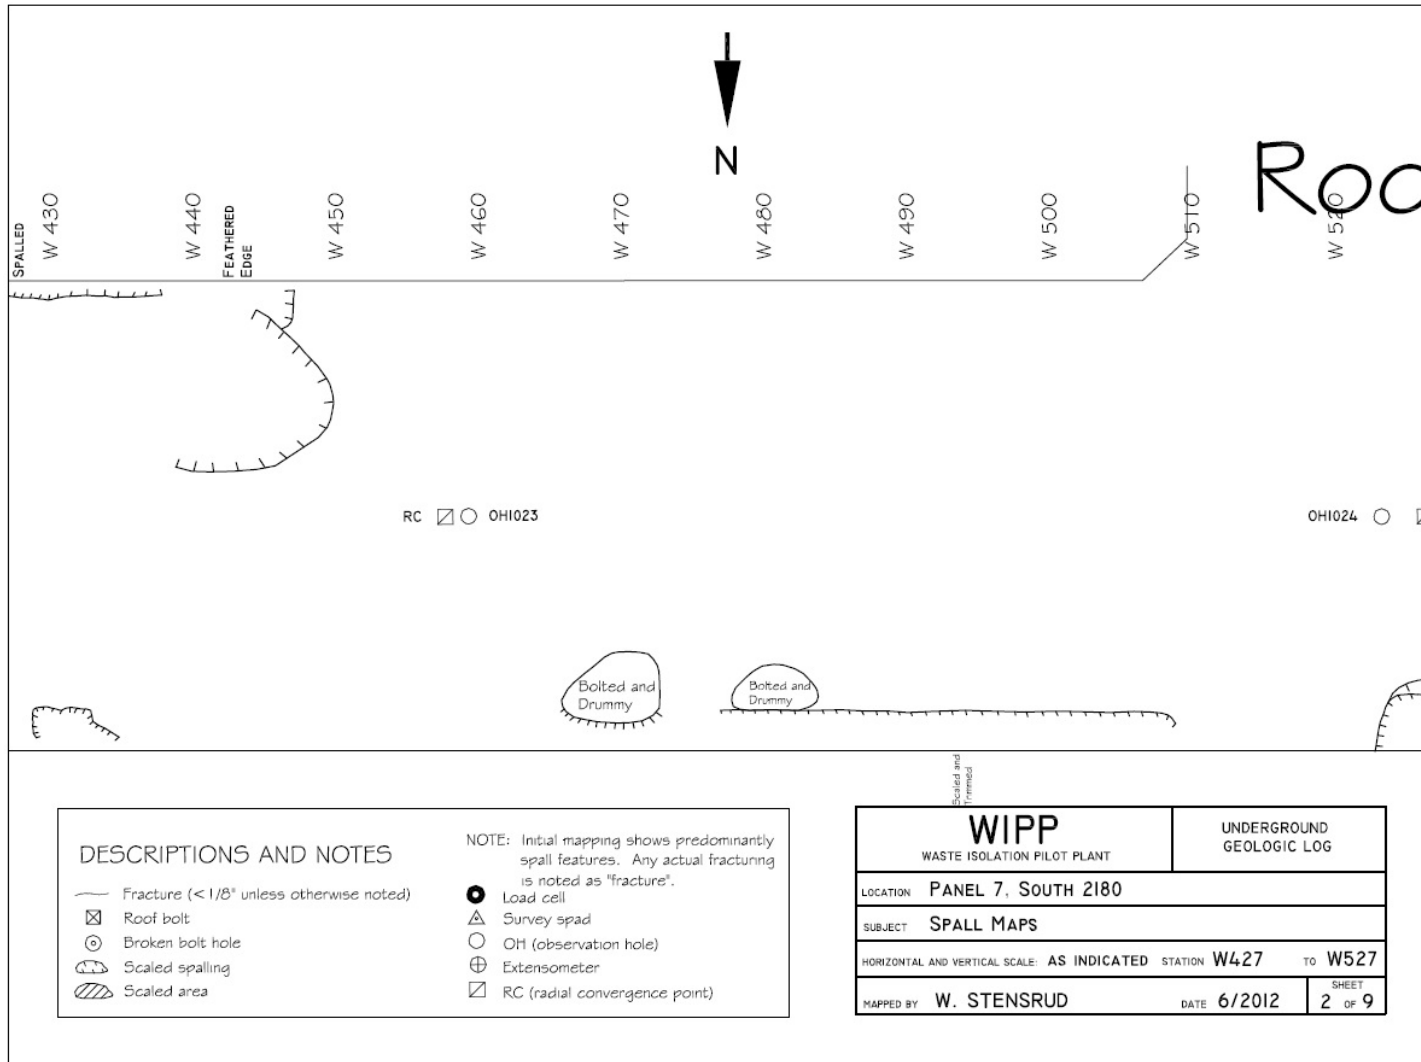 N
Roo
SPALLED
W 430
W 440
FEATHERED
EDGE
W 450
W 460
W 470
W 480
W 490
W 500
W 510
W 520
RC
OH1023
OH1024
Bolted and
Drummy
Bolted and
Drummy
Scaled and
Trimmed
DESCRIPTIONS AND NOTES
Fracture (< 1/8" unless otherwise noted)
Roof bolt
Broken bolt hole
Scaled spalling
Scaled area
NOTE: Initial mapping shows predominantly
spall features. Any actual fracturing
is noted as "fracture".
Load cell
Survey spad
OH (observation hole)
Extensometer
RC (radial convergence point)
WIPP
WASTE ISOLATION PILOT PLANT
UNDERGROUND
GEOLOGIC LOG
LOCATION PANEL 7, SOUTH 2180
SUBJECT SPALL MAPS
HORIZONTAL AND VERTICAL SCALE: AS INDICATED STATION W427 TO W527
MAPPED BY W. STENSRUD DATE 6/2012
SHEET
2 OF 9